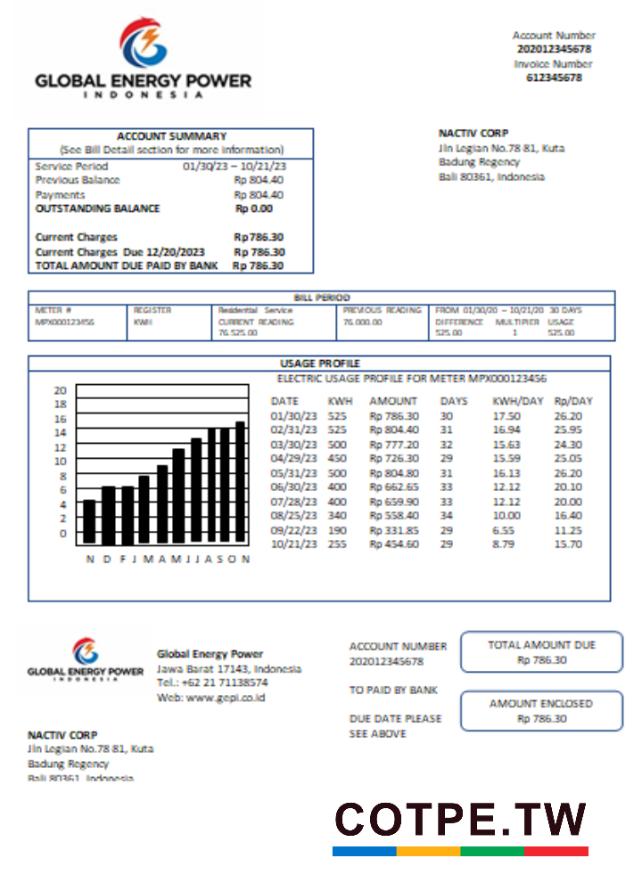 GLOBAL ENERGY POWER
INDONESIA
Account Number
202012345678
Invoice Number
612345678
ACCOUNT SUMMARY
(See Bill Detail section for more information)
Service Period 01/30/23 – 10/21/23
Previous Balance Rp 804.40
Payments Rp 804.40
OUTSTANDING BALANCE Rp 0.00
Current Charges Rp 786.30
Current Charges Due 12/20/2023 Rp 786.30
TOTAL AMOUNT DUE PAID BY BANK Rp 786.30
NACTIV CORP
Jln Legian No.78 81, Kuta
Badung Regency
Bali 80361, Indonesia
BILL PERIOD
METER # REGISTER Residential Service PREVIOUS READING FROM 01/30/20 – 10/21/20 30 DAYS
MPX000123456 KWH CURRENT READING 76.000.00 DIFFERENCE MULTIPIER USAGE
76.525.00 525.00 1 525.00
USAGE PROFILE
ELECTRIC USAGE PROFILE FOR METER MPX000123456
20
18
16
14
12
10
8
6
4
2
0
N D F J M A M J J A S O N
DATE KWH AMOUNT DAYS KWH/DAY Rp/DAY
01/30/23 525 Rp 786.30 30 17.50 26.20
02/31/23 525 Rp 804.40 31 16.94 25.95
03/30/23 500 Rp 777.20 32 15.63 24.30
04/29/23 450 Rp 726.30 29 15.59 25.05
05/31/23 500 Rp 804.80 31 16.13 26.20
06/30/23 400 Rp 662.65 33 12.12 20.10
07/28/23 400 Rp 659.90 33 12.12 20.00
08/25/23 340 Rp 558.40 34 10.00 16.40
09/22/23 190 Rp 331.85 29 6.55 11.25
10/21/23 255 Rp 454.60 29 8.79 15.70
GLOBAL ENERGY POWER
INDONESIA
Global Energy Power
Jawa Barat 17143, Indonesia
Tel.: +62 21 71138574
Web: www.gepi.co.id
ACCOUNT NUMBER
202012345678
TO PAID BY BANK
DUE DATE PLEASE
SEE ABOVE
TOTAL AMOUNT DUE
Rp 786.30
AMOUNT ENCLOSED
Rp 786.30
NACTIV CORP
Jln Legian No.78 81, Kuta
Badung Regency
Bali 80361, Indonesia
COTPE.TW